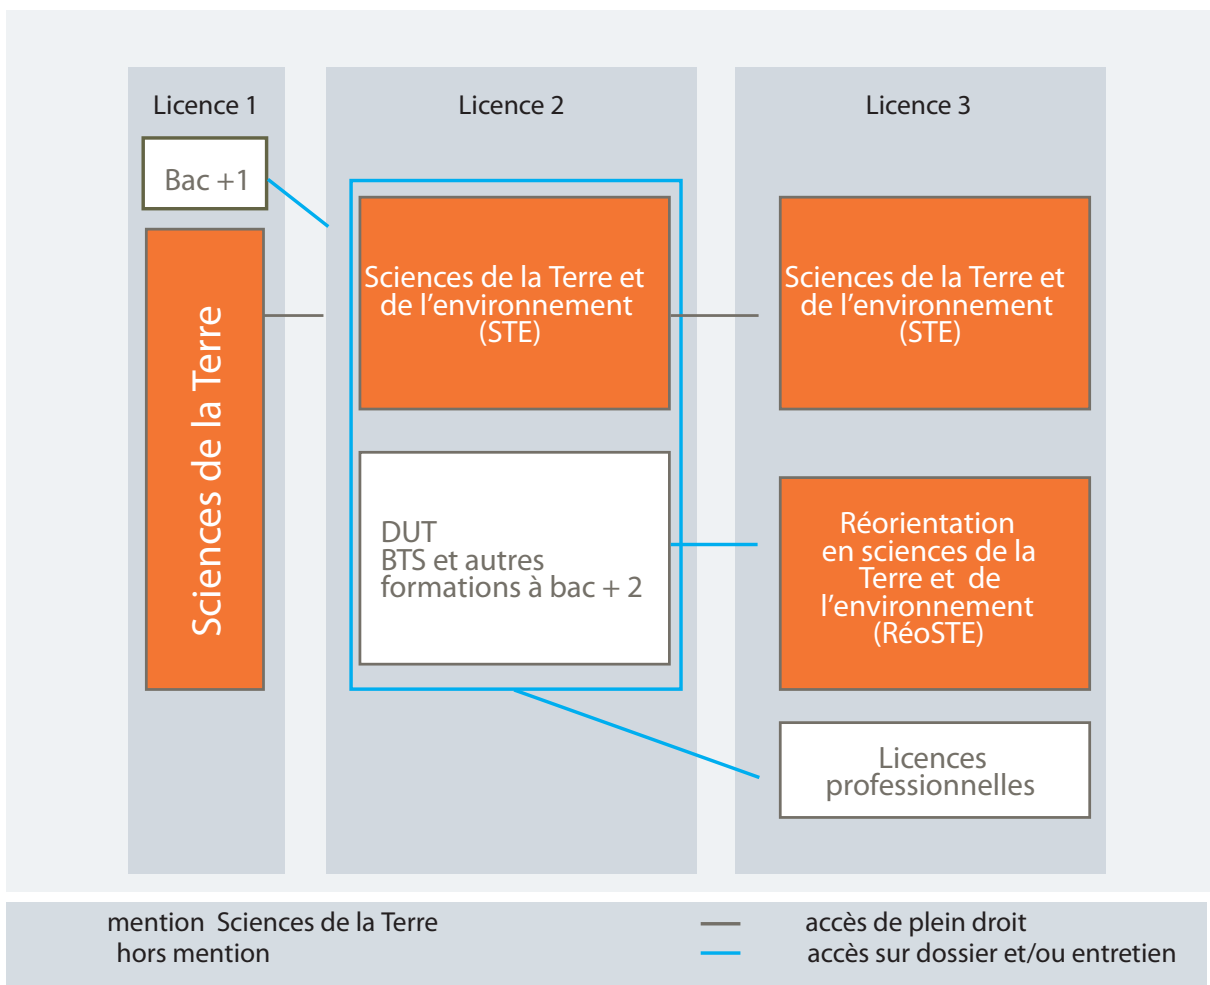 Licence 1
Licence 2
Licence 3
Bac +1
Sciences de la Terre
Sciences de la Terre et
de l’environnement
(STE)
Sciences de la Terre et
de l’environnement
(STE)
DUT
BTS et autres
formations à bac + 2
Réorientation
en sciences de la
Terre et  de
l’environnement
(RéoSTE)
Licences
professionnelles
mention  Sciences de la Terre
hors mention
accès de plein droit
accès sur dossier et/ou entretien